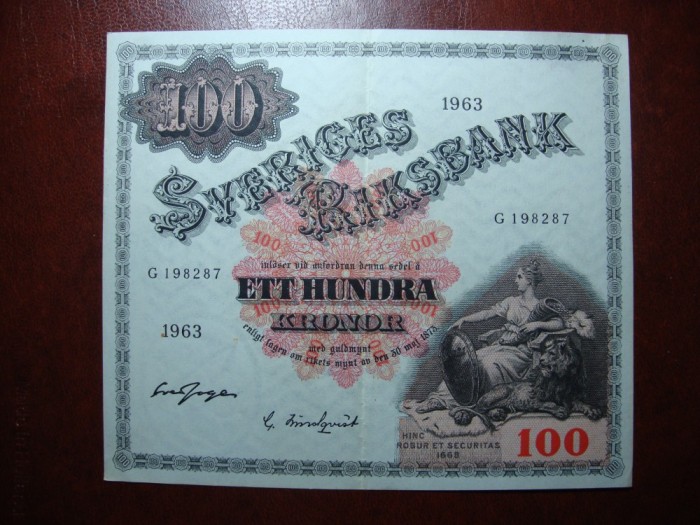 100
1963
SVERIGES
RIKSBANK
G 198287
100
001
inlöser vid anfordran denna sedel å
G 198287
ETT HUNDRA
KRONOR
1963
med guldmynt
enligt lagen om rikets mynt av den 30 maj 1873.
HINC
ROBUR ET SECURITAS
1668
100